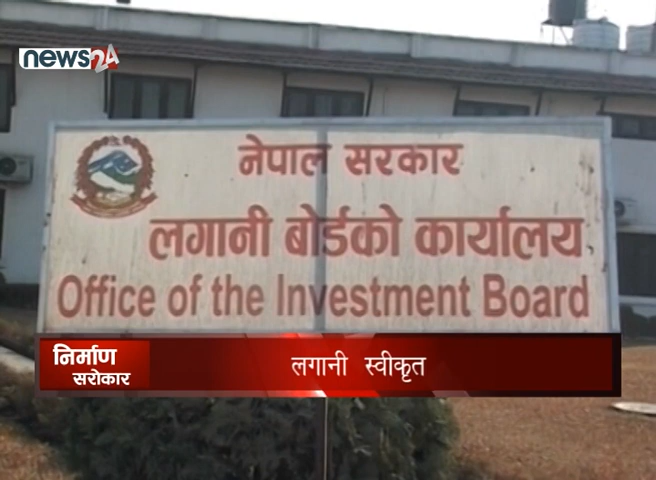 news24
नेपाल सरकार
लगानी बोर्डको कार्यालय
Office of the Investment Board
निर्माण
सरोकार
लगानी स्वीकृत